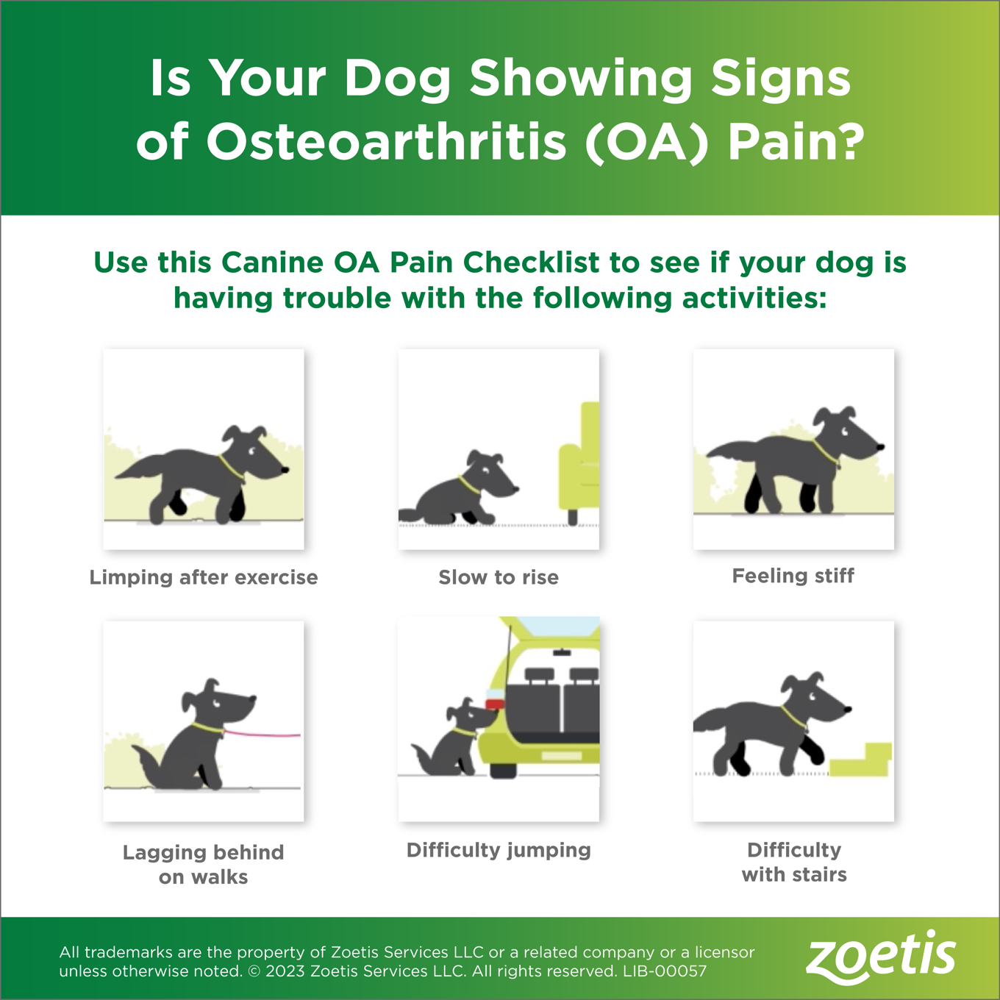 Is Your Dog Showing Signs
of Osteoarthritis (OA) Pain?
Use this Canine OA Pain Checklist to see if your dog is
having trouble with the following activities:
Limping after exercise
Slow to rise
Feeling stiff
Lagging behind
on walks
Difficulty jumping
Difficulty
with stairs
All trademarks are the property of Zoetis Services LLC or a related company or a licensor
unless otherwise noted. © 2023 Zoetis Services LLC. All rights reserved. LIB-00057
zoetis